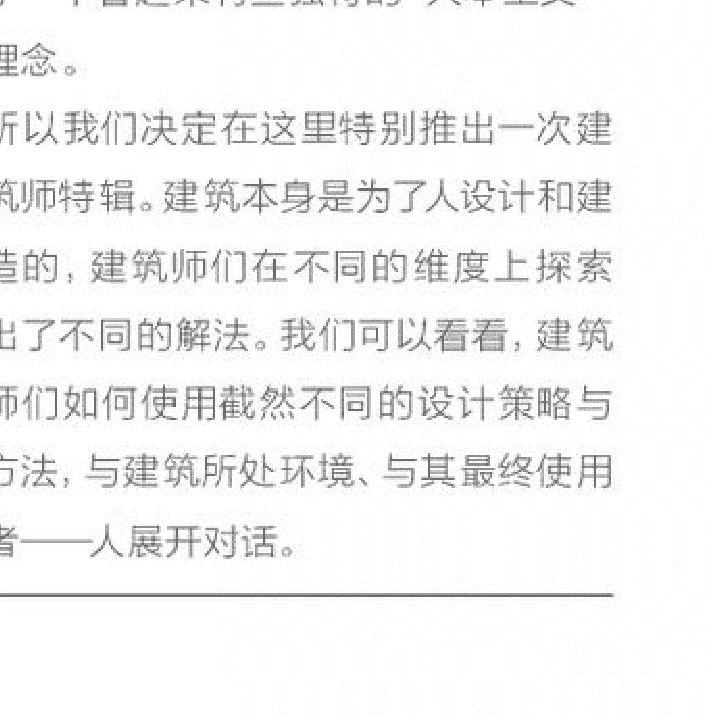 理念。
所以我们决定在这里特别推出一次建
筑师特辑。建筑本身是为了人设计和建
造的，建筑师们在不同的维度上探索
出了不同的解法。我们可以看看，建筑
师们如何使用截然不同的设计策略与
方法，与建筑所处环境、与其最终使用
者——人展开对话。